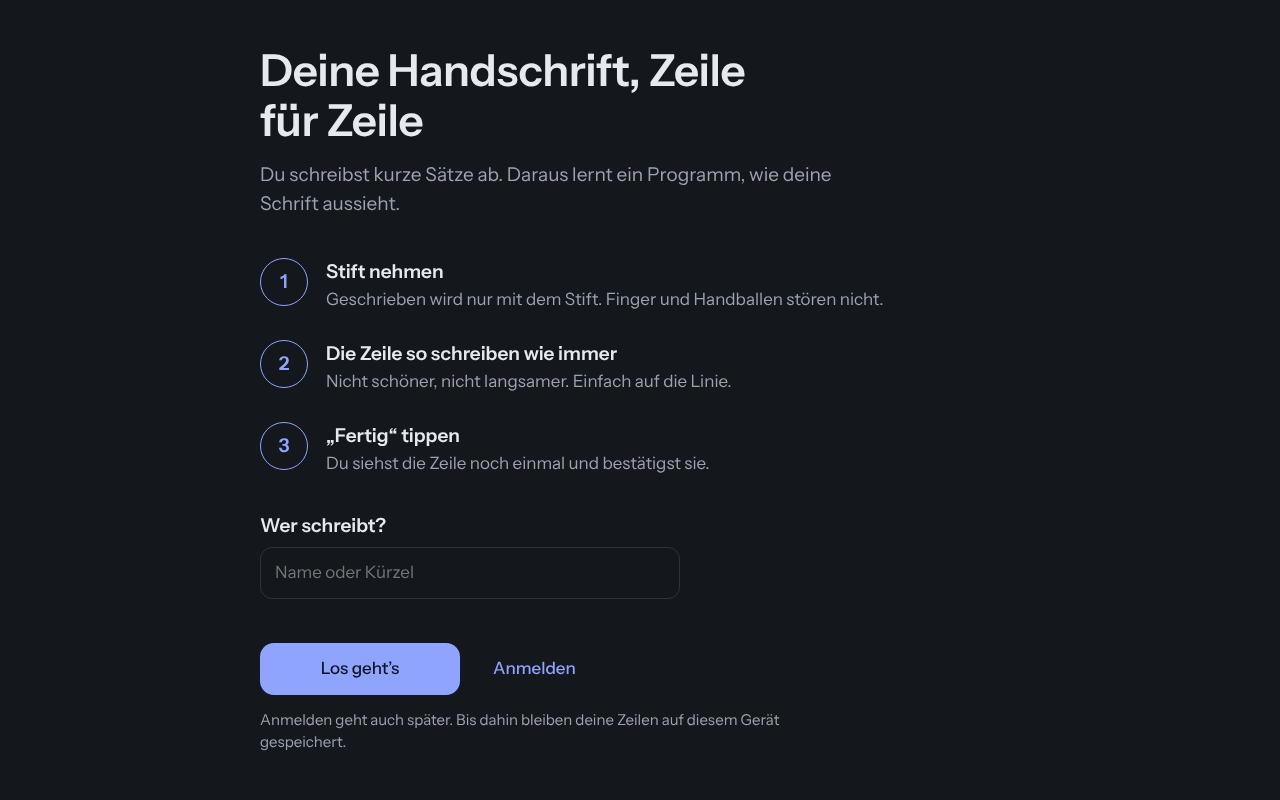 Deine Handschrift, Zeile
für Zeile
Du schreibst kurze Sätze ab. Daraus lernt ein Programm, wie deine
Schrift aussieht.
1
Stift nehmen
Geschrieben wird nur mit dem Stift. Finger und Handballen stören nicht.
2
Die Zeile so schreiben wie immer
Nicht schöner, nicht langsamer. Einfach auf die Linie.
3
„Fertig“ tippen
Du siehst die Zeile noch einmal und bestätigst sie.
Wer schreibt?
Name oder Kürzel
Los geht’s
Anmelden
Anmelden geht auch später. Bis dahin bleiben deine Zeilen auf diesem Gerät
gespeichert.